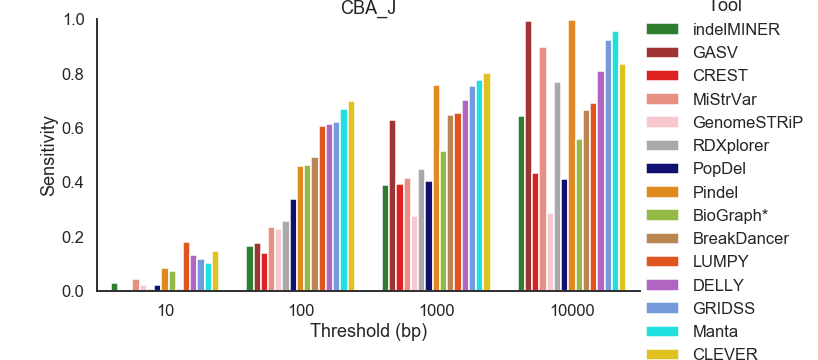 CBA_J
Tool
1.0
0.8
0.6
0.4
0.2
0.0
Sensitivity
10
100
1000
10000
Threshold (bp)
indelMINER
GASV
CREST
MiStrVar
GenomeSTRiP
RDXplorer
PopDel
Pindel
BioGraph*
BreakDancer
LUMPY
DELLY
GRIDSS
Manta
CLEVER